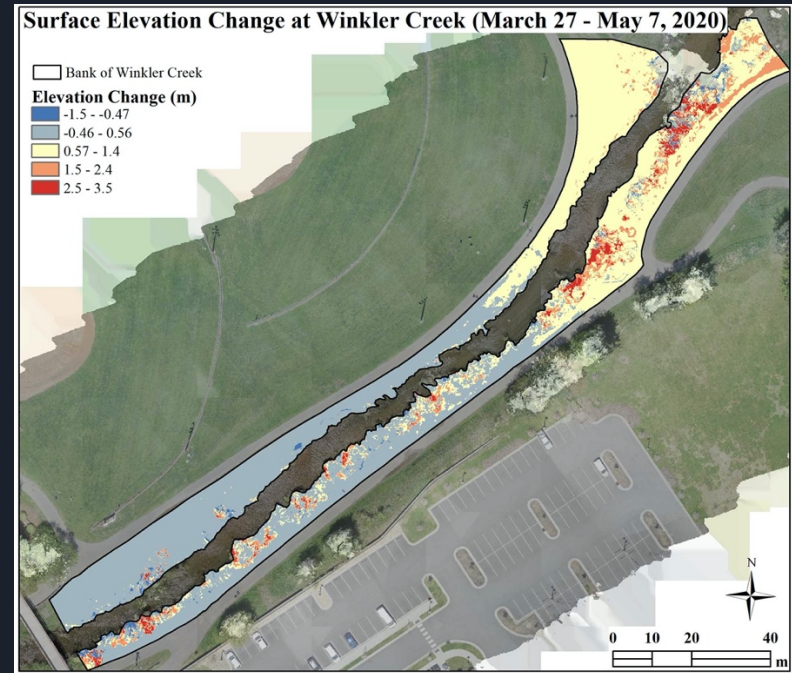 Surface Elevation Change at Winkler Creek (March 27 - May 7, 2020)
Bank of Winkler Creek
Elevation Change (m)
-1.5 - -0.47
-0.46 - 0.56
0.57 - 1.4
1.5 - 2.4
2.5 - 3.5
N
0 10 20 40
m